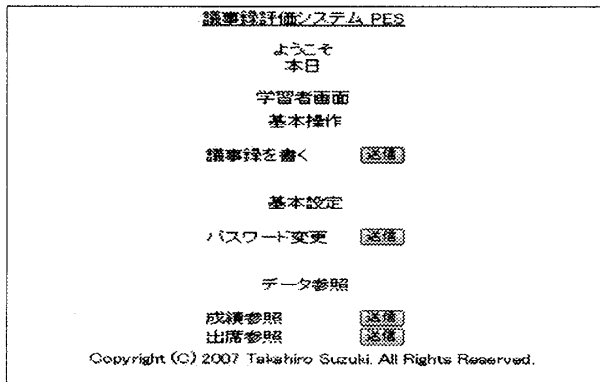 議事録評価システム PES
ようこそ
本日
学習者画面
基本操作
議事録を書く 送信
基本設定
パスワード変更 送信
データ参照
成績参照 送信
出席参照 送信
Copyright (C) 2007 Takahiro Suzuki. All Rights Reserved.